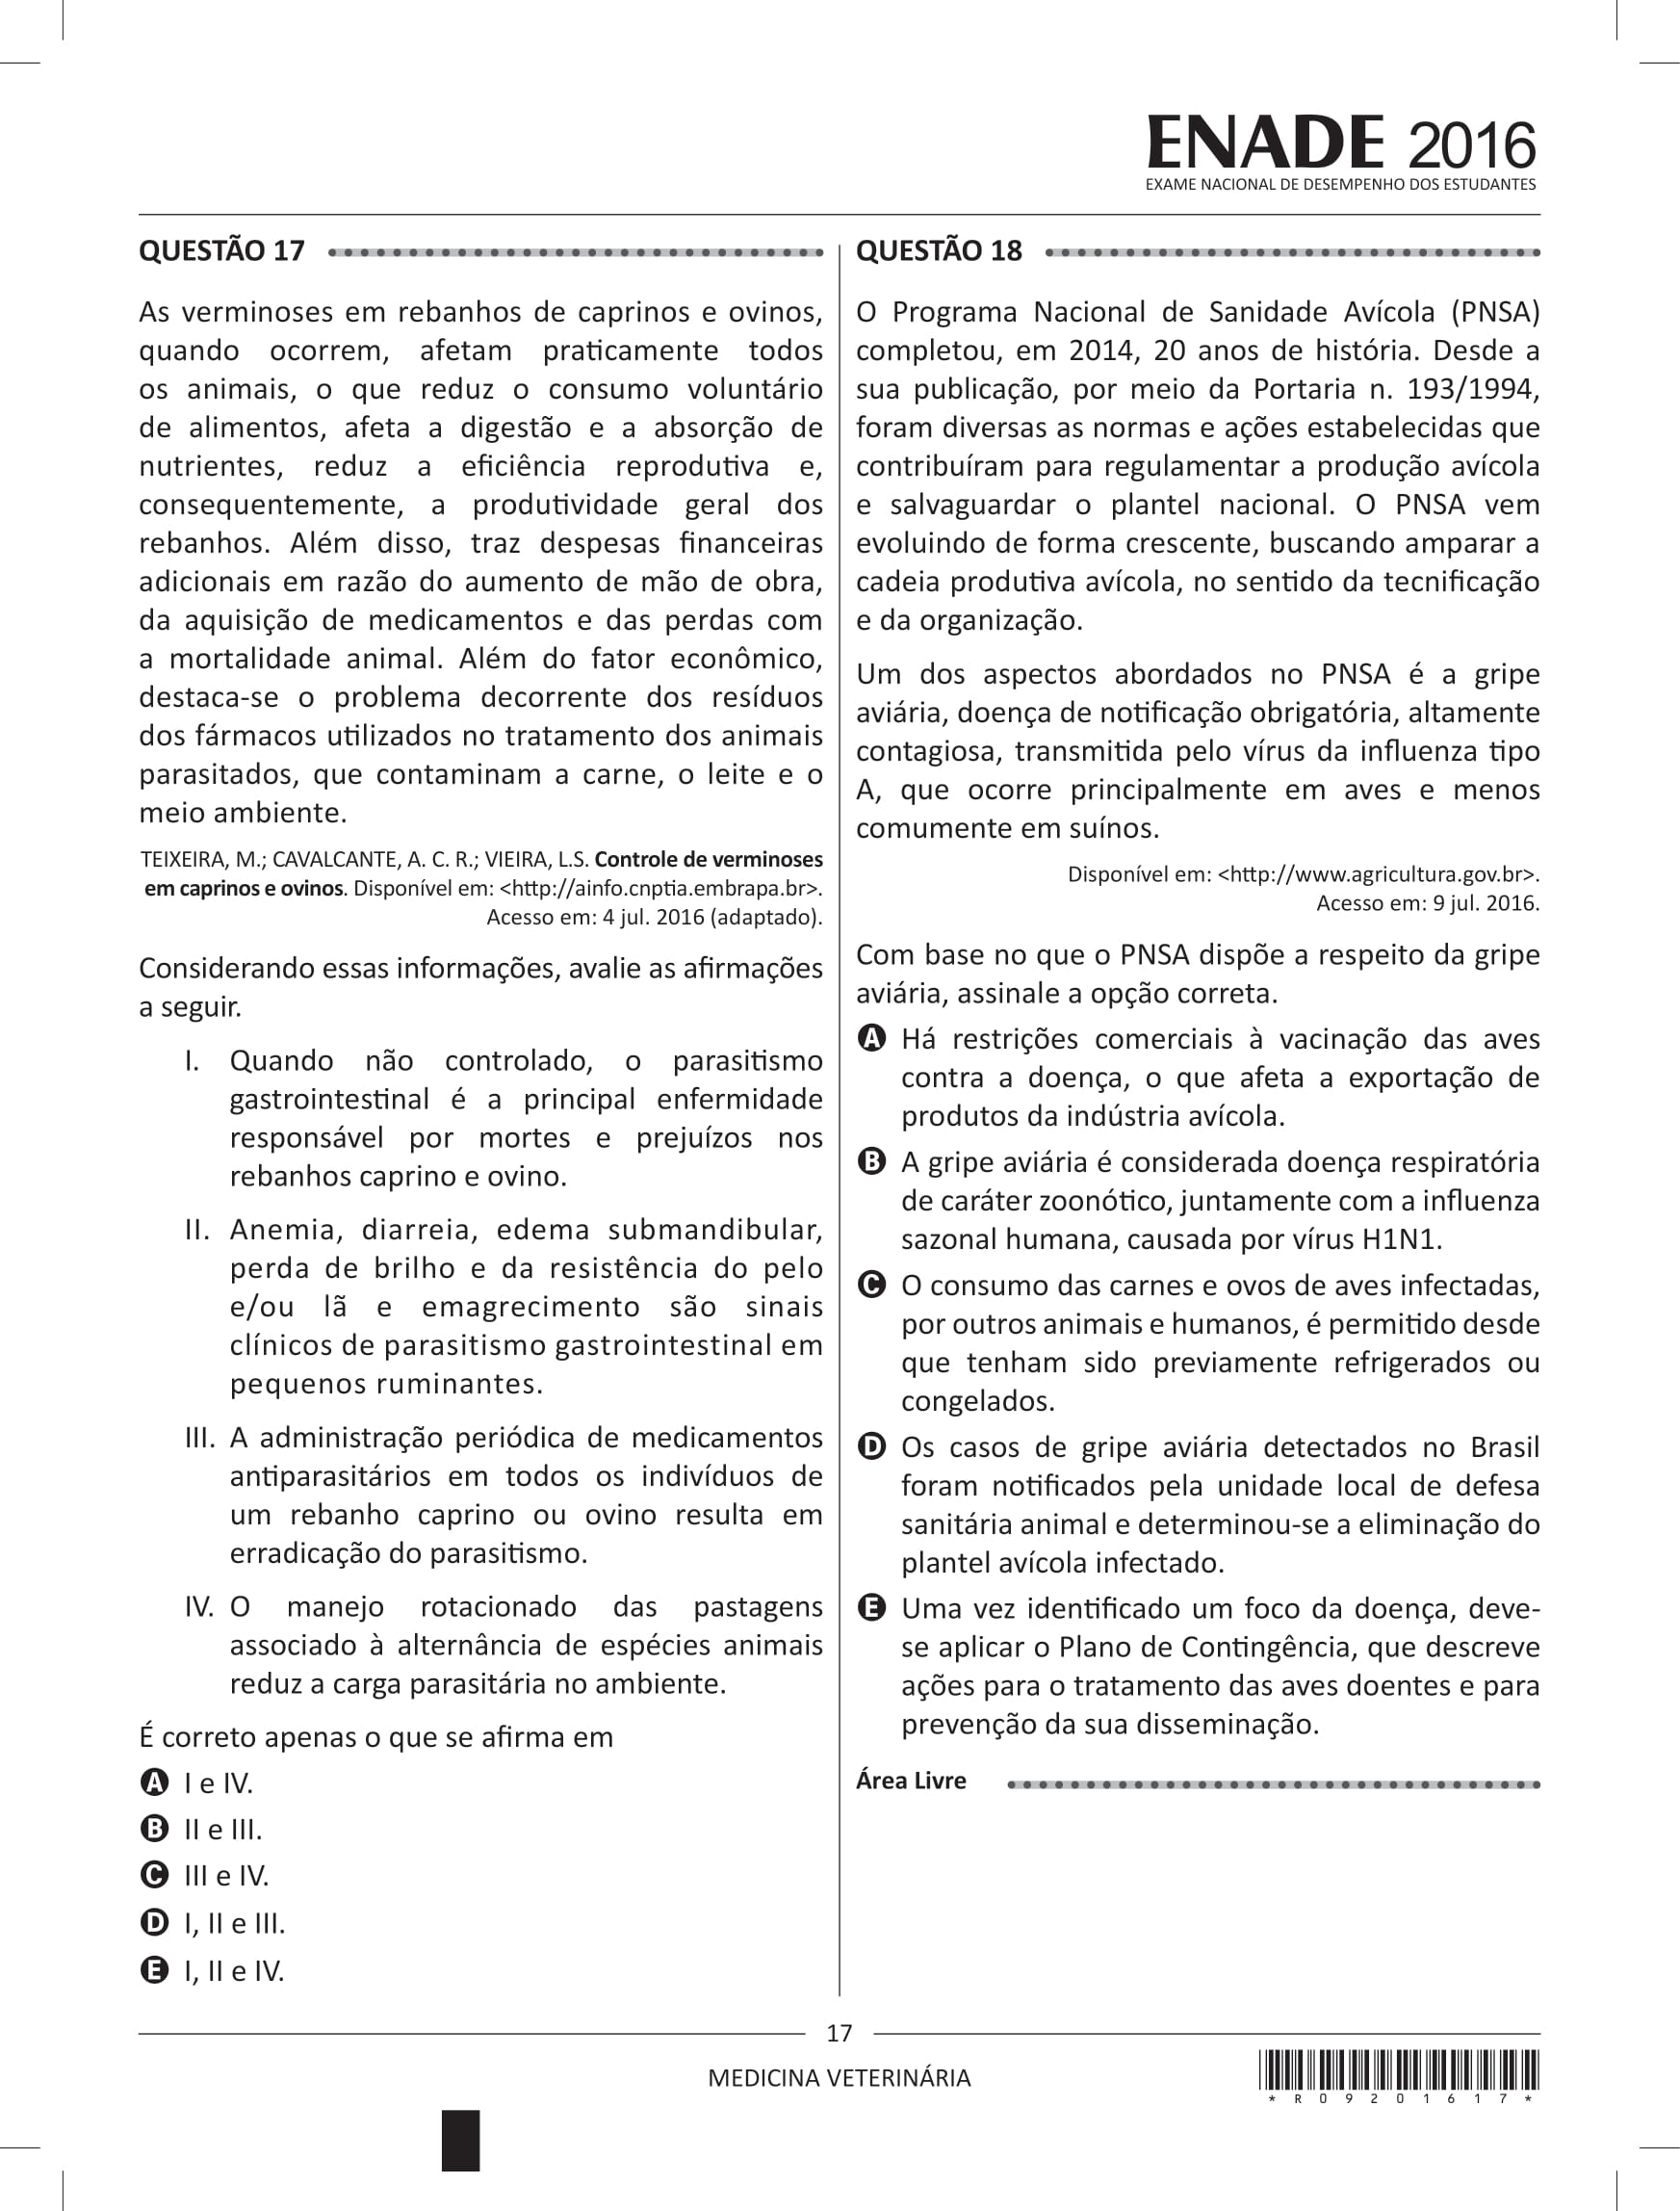 ENADE 2016
EXAME NACIONAL DE DESEMPENHO DOS ESTUDANTES
QUESTÃO 17
As verminoses em rebanhos de caprinos e ovinos,
quando ocorrem, afetam praticamente todos
os animais, o que reduz o consumo voluntário
de alimentos, afeta a digestão e a absorção de
nutrientes, reduz a eficiência reprodutiva e,
consequentemente, a produtividade geral dos
rebanhos. Além disso, traz despesas financeiras
adicionais em razão do aumento de mão de obra,
da aquisição de medicamentos e das perdas com
a mortalidade animal. Além do fator econômico,
destaca-se o problema decorrente dos resíduos
dos fármacos utilizados no tratamento dos animais
parasitados, que contaminam a carne, o leite e o
meio ambiente.
TEIXEIRA, M.; CAVALCANTE, A. C. R.; VIEIRA, L.S. Controle de verminoses
em caprinos e ovinos. Disponível em: <http://ainfo.cnptia.embrapa.br>.
Acesso em: 4 jul. 2016 (adaptado).
Considerando essas informações, avalie as afirmações
a seguir.
I. Quando não controlado, o parasitismo
gastrointestinal é a principal enfermidade
responsável por mortes e prejuízos nos
rebanhos caprino e ovino.
II. Anemia, diarreia, edema submandibular,
perda de brilho e da resistência do pelo
e/ou lã e emagrecimento são sinais
clínicos de parasitismo gastrointestinal em
pequenos ruminantes.
III. A administração periódica de medicamentos
antiparasitários em todos os indivíduos de
um rebanho caprino ou ovino resulta em
erradicação do parasitismo.
IV. O manejo rotacionado das pastagens
associado à alternância de espécies animais
reduz a carga parasitária no ambiente.
É correto apenas o que se afirma em
A I e IV.
B II e III.
C III e IV.
D I, II e III.
E I, II e IV.
QUESTÃO 18
O Programa Nacional de Sanidade Avícola (PNSA)
completou, em 2014, 20 anos de história. Desde a
sua publicação, por meio da Portaria n. 193/1994,
foram diversas as normas e ações estabelecidas que
contribuíram para regulamentar a produção avícola
e salvaguardar o plantel nacional. O PNSA vem
evoluindo de forma crescente, buscando amparar a
cadeia produtiva avícola, no sentido da tecnificação
e da organização.
Um dos aspectos abordados no PNSA é a gripe
aviária, doença de notificação obrigatória, altamente
contagiosa, transmitida pelo vírus da influenza tipo
A, que ocorre principalmente em aves e menos
comumente em suínos.
Disponível em: <http://www.agricultura.gov.br>.
Acesso em: 9 jul. 2016.
Com base no que o PNSA dispõe a respeito da gripe
aviária, assinale a opção correta.
A Há restrições comerciais à vacinação das aves
contra a doença, o que afeta a exportação de
produtos da indústria avícola.
B A gripe aviária é considerada doença respiratória
de caráter zoonótico, juntamente com a influenza
sazonal humana, causada por vírus H1N1.
C O consumo das carnes e ovos de aves infectadas,
por outros animais e humanos, é permitido desde
que tenham sido previamente refrigerados ou
congelados.
D Os casos de gripe aviária detectados no Brasil
foram notificados pela unidade local de defesa
sanitária animal e determinou-se a eliminação do
plantel avícola infectado.
E Uma vez identificado um foco da doença, deve-
se aplicar o Plano de Contingência, que descreve
ações para o tratamento das aves doentes e para
prevenção da sua disseminação.
Área Livre
17
MEDICINA VETERINÁRIA
* R 0 9 2 0 1 6 1 7 *